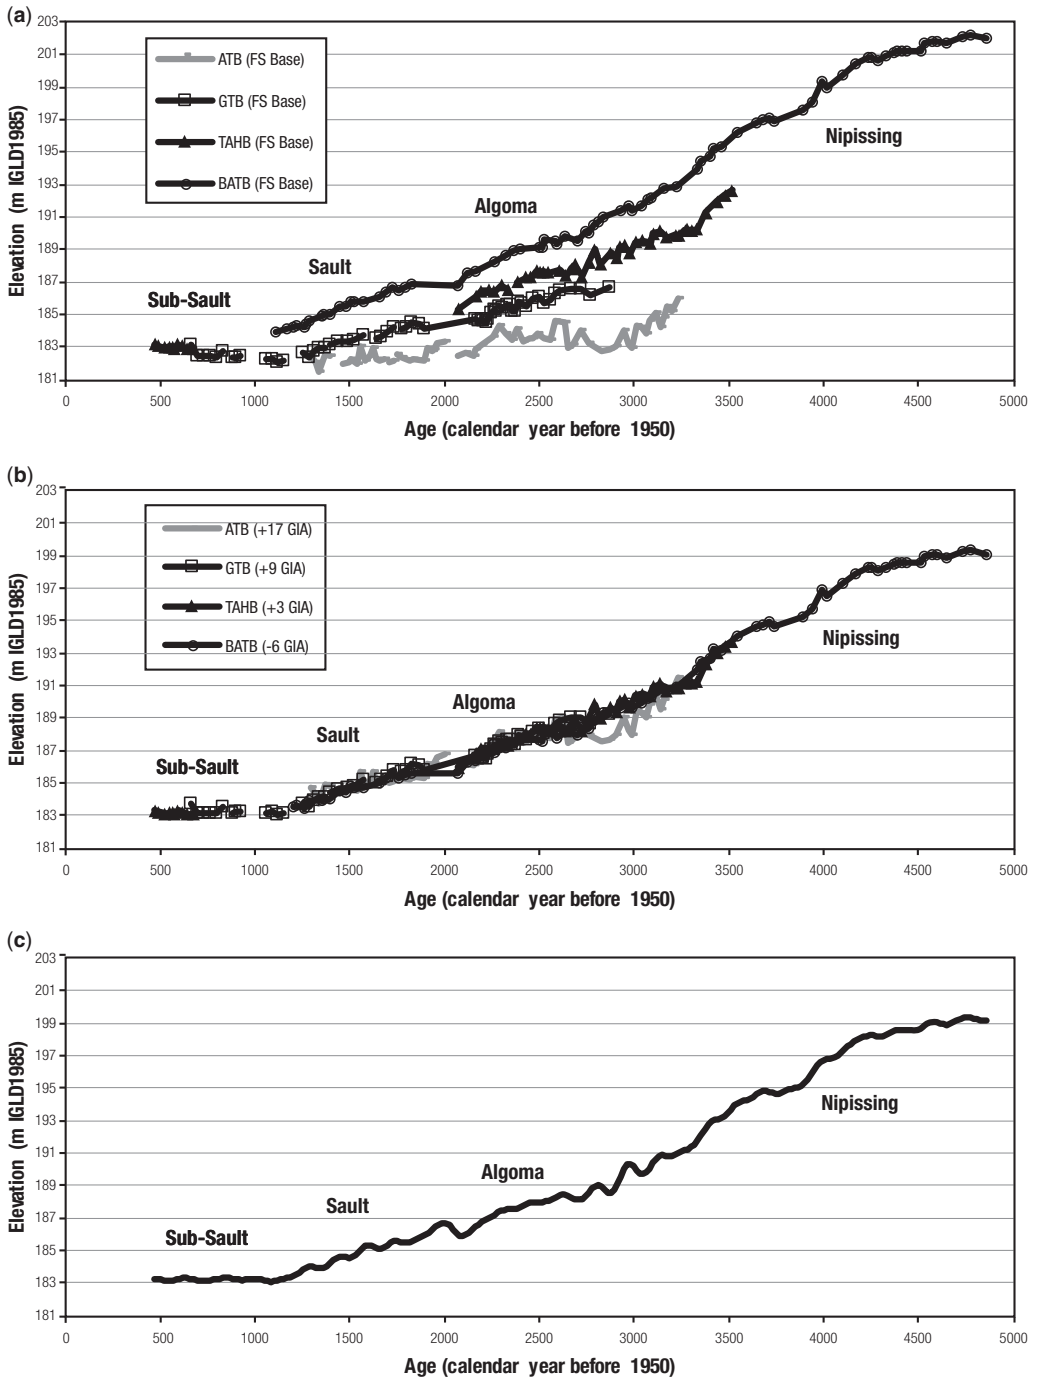 (a)
203
201
199
197
195
193
191
189
187
185
183
181
Elevation (m IGLD1985)
ATB (FS Base)
GTB (FS Base)
TAHB (FS Base)
BATB (FS Base)
Nipissing
Algoma
Sault
Sub-Sault
0 500 1000 1500 2000 2500 3000 3500 4000 4500 5000
Age (calendar year before 1950)
(b)
203
201
199
197
195
193
191
189
187
185
183
181
Elevation (m IGLD1985)
ATB (+17 GIA)
GTB (+9 GIA)
TAHB (+3 GIA)
BATB (-6 GIA)
Nipissing
Algoma
Sault
Sub-Sault
0 500 1000 1500 2000 2500 3000 3500 4000 4500 5000
Age (calendar year before 1950)
(c)
203
201
199
197
195
193
191
189
187
185
183
181
Elevation (m IGLD1985)
Nipissing
Algoma
Sault
Sub-Sault
0 500 1000 1500 2000 2500 3000 3500 4000 4500 5000
Age (calendar year before 1950)